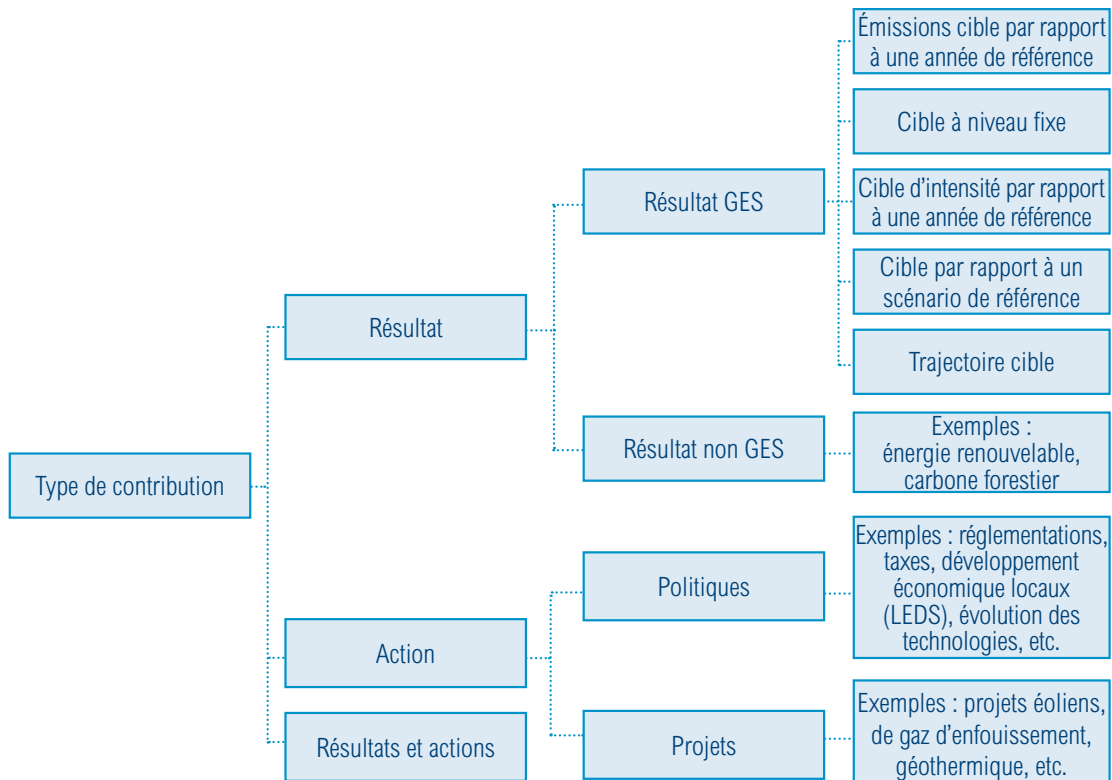 Type de contribution
Résultat
Résultat GES
Émissions cible par rapport
à une année de référence
Cible à niveau fixe
Cible d’intensité par rapport
à une année de référence
Cible par rapport à un
scénario de référence
Trajectoire cible
Résultat non GES
Exemples :
énergie renouvelable,
carbone forestier
Action
Politiques
Exemples : réglementations,
taxes, développement
économique locaux
(LEDS), évolution des
technologies, etc.
Projets
Exemples : projets éoliens,
de gaz d’enfouissement,
géothermique, etc.
Résultats et actions